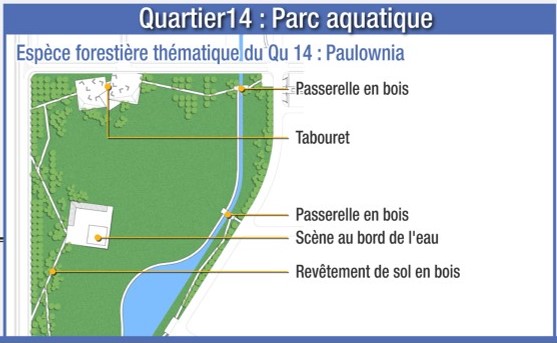 Quartier14 : Parc aquatique
Espèce forestière thématique du Qu 14 : Paulownia
Passerelle en bois
Tabouret
Passerelle en bois
Scène au bord de l'eau
Revêtement de sol en bois